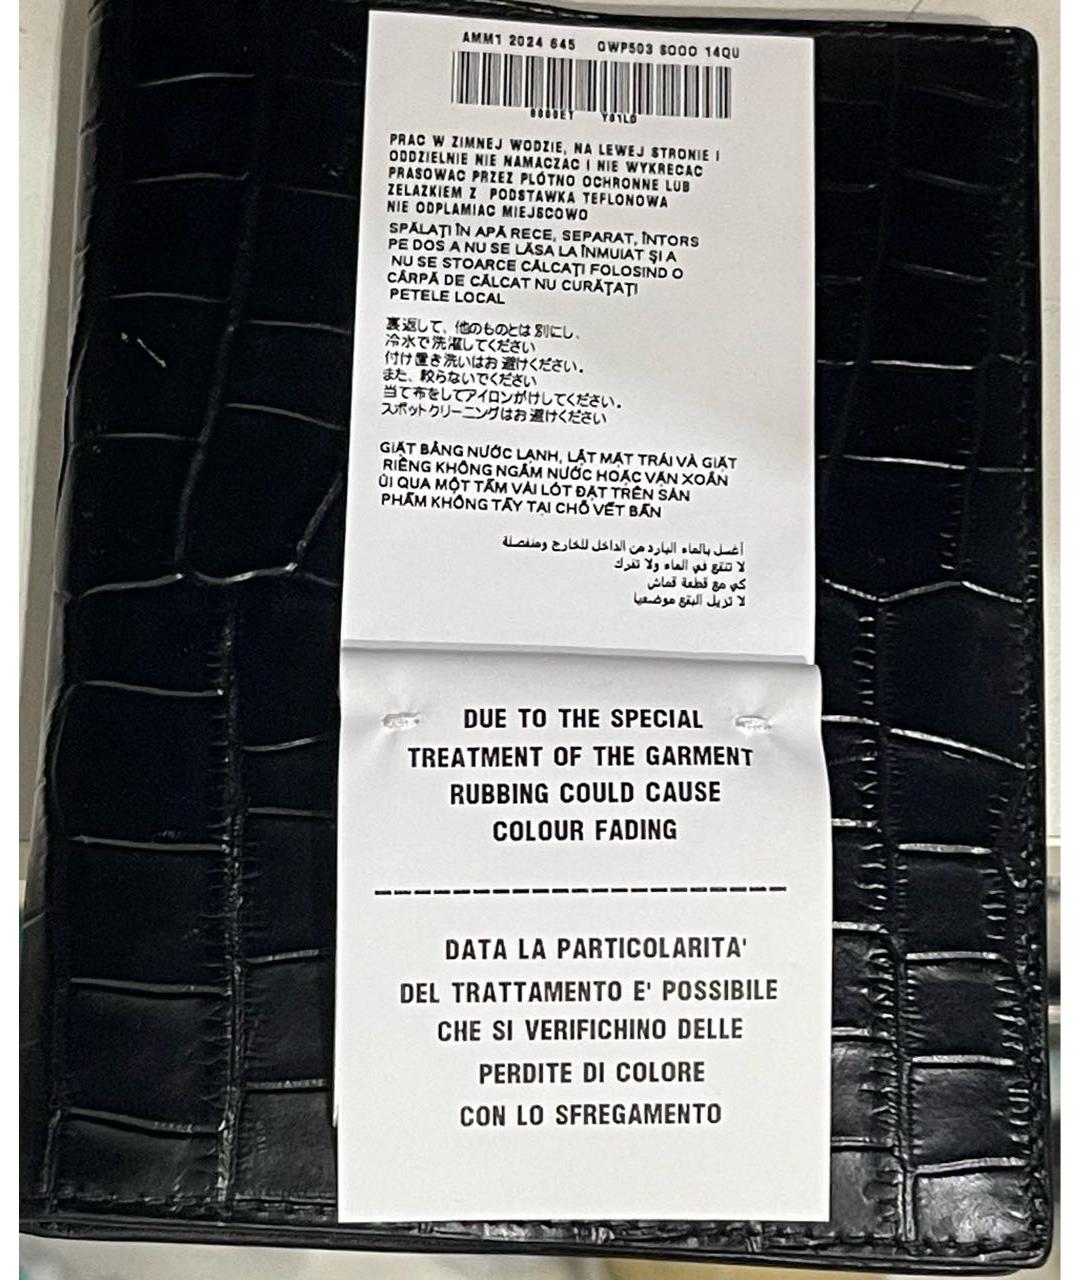 AMM1 2024 645 OWP503 6000 14QU
0000ET Y01LD
PRAC W ZIMNEJ WODZIE, NA LEWEJ STRONIE I
ODDZIELNIE NIE NAMACZAC I NIE WYKRECAC
PRASOWAC PRZEZ PLÓTNO OCHRONNE LUB
ZELAZKIEM Z PODSTAWKA TEFLONOWA
NIE ODPLAMIAC MIEJSCOWO
SPĂLAŢI ÎN APĂ RECE, SEPARAT, ÎNTORS
PE DOS A NU SE LĂSA LA ÎNMUIAT ŞI A
NU SE STOARCE CĂLCAŢI FOLOSIND O
CÂRPĂ DE CĂLCAT NU CURĂŢAŢI
PETELE LOCAL
裏返して、他のものとは別にし、
冷水で洗濯してください
付け置き洗いはお避けください。
また、絞らないでください
当て布をしてアイロンがけしてください。
スポットクリーニングはお避けください
GIẶT BẰNG NƯỚC LẠNH, LẬT MẶT TRÁI VÀ GIẶT
RIÊNG KHÔNG NGÂM NƯỚC HOẶC VẶN XOẮN
ỦI QUA MỘT TẤM VẢI LÓT ĐẶT TRÊN SẢN
PHẨM KHÔNG TẨY TẠI CHỖ VẾT BẨN
أغسل بالماء البارد من الداخل للخارج ومنفصلة
لا تنقع في الماء ولا تفرك
كي مع قطعة قماش
لا تزيل البقع موضعيا
DUE TO THE SPECIAL
TREATMENT OF THE GARMENT
RUBBING COULD CAUSE
COLOUR FADING
DATA LA PARTICOLARITA'
DEL TRATTAMENTO E' POSSIBILE
CHE SI VERIFICHINO DELLE
PERDITE DI COLORE
CON LO SFREGAMENTO